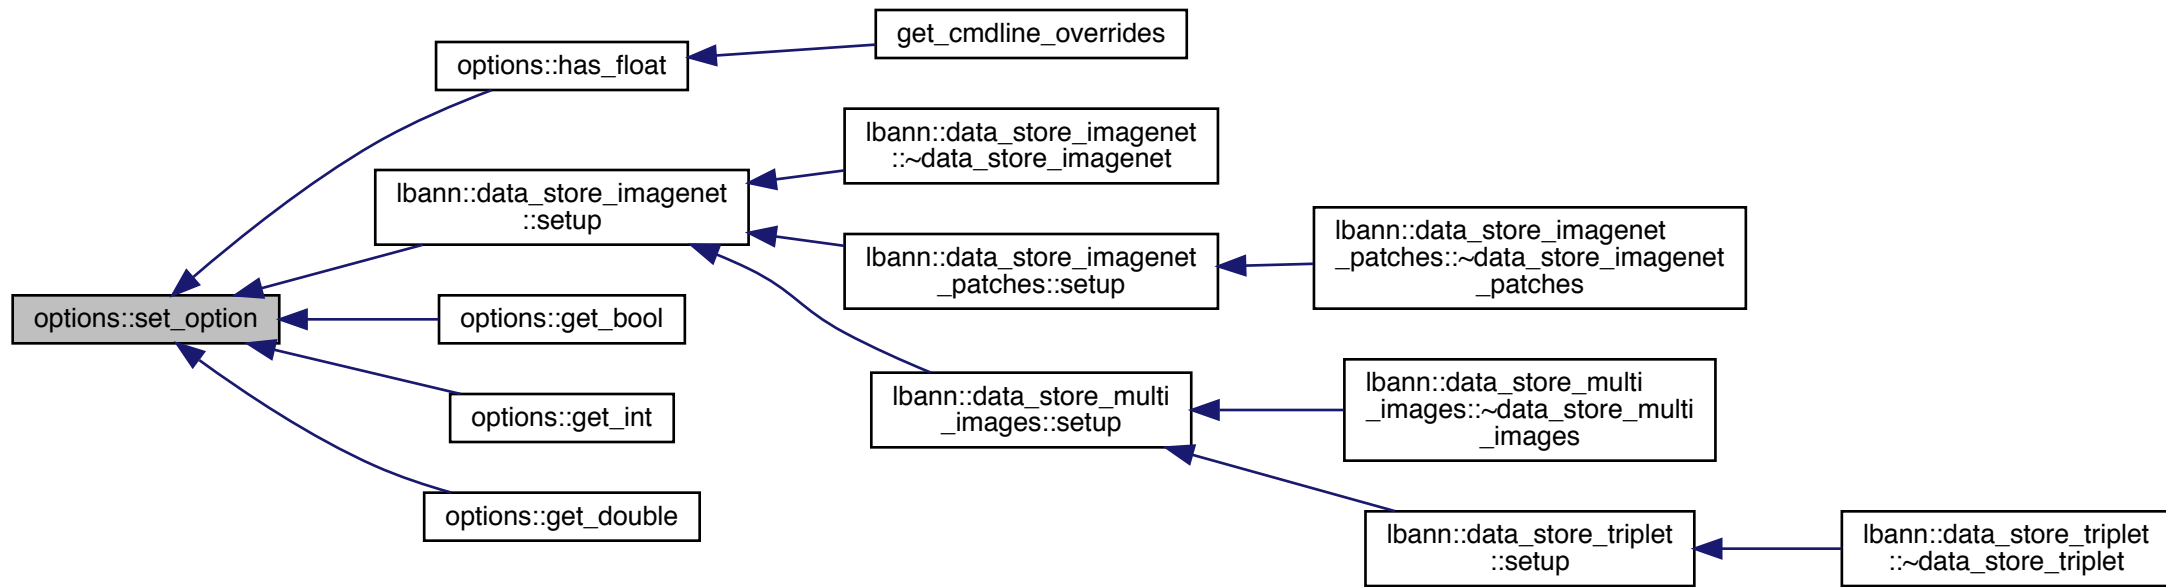 get_cmdline_overrides
options::has_float
lbann::data_store_imagenet
::~data_store_imagenet
lbann::data_store_imagenet
::setup
lbann::data_store_imagenet
_patches::setup
lbann::data_store_imagenet
_patches::~data_store_imagenet
_patches
options::set_option
options::get_bool
lbann::data_store_multi
_images::setup
lbann::data_store_multi
_images::~data_store_multi
_images
options::get_int
options::get_double
lbann::data_store_triplet
::setup
lbann::data_store_triplet
::~data_store_triplet